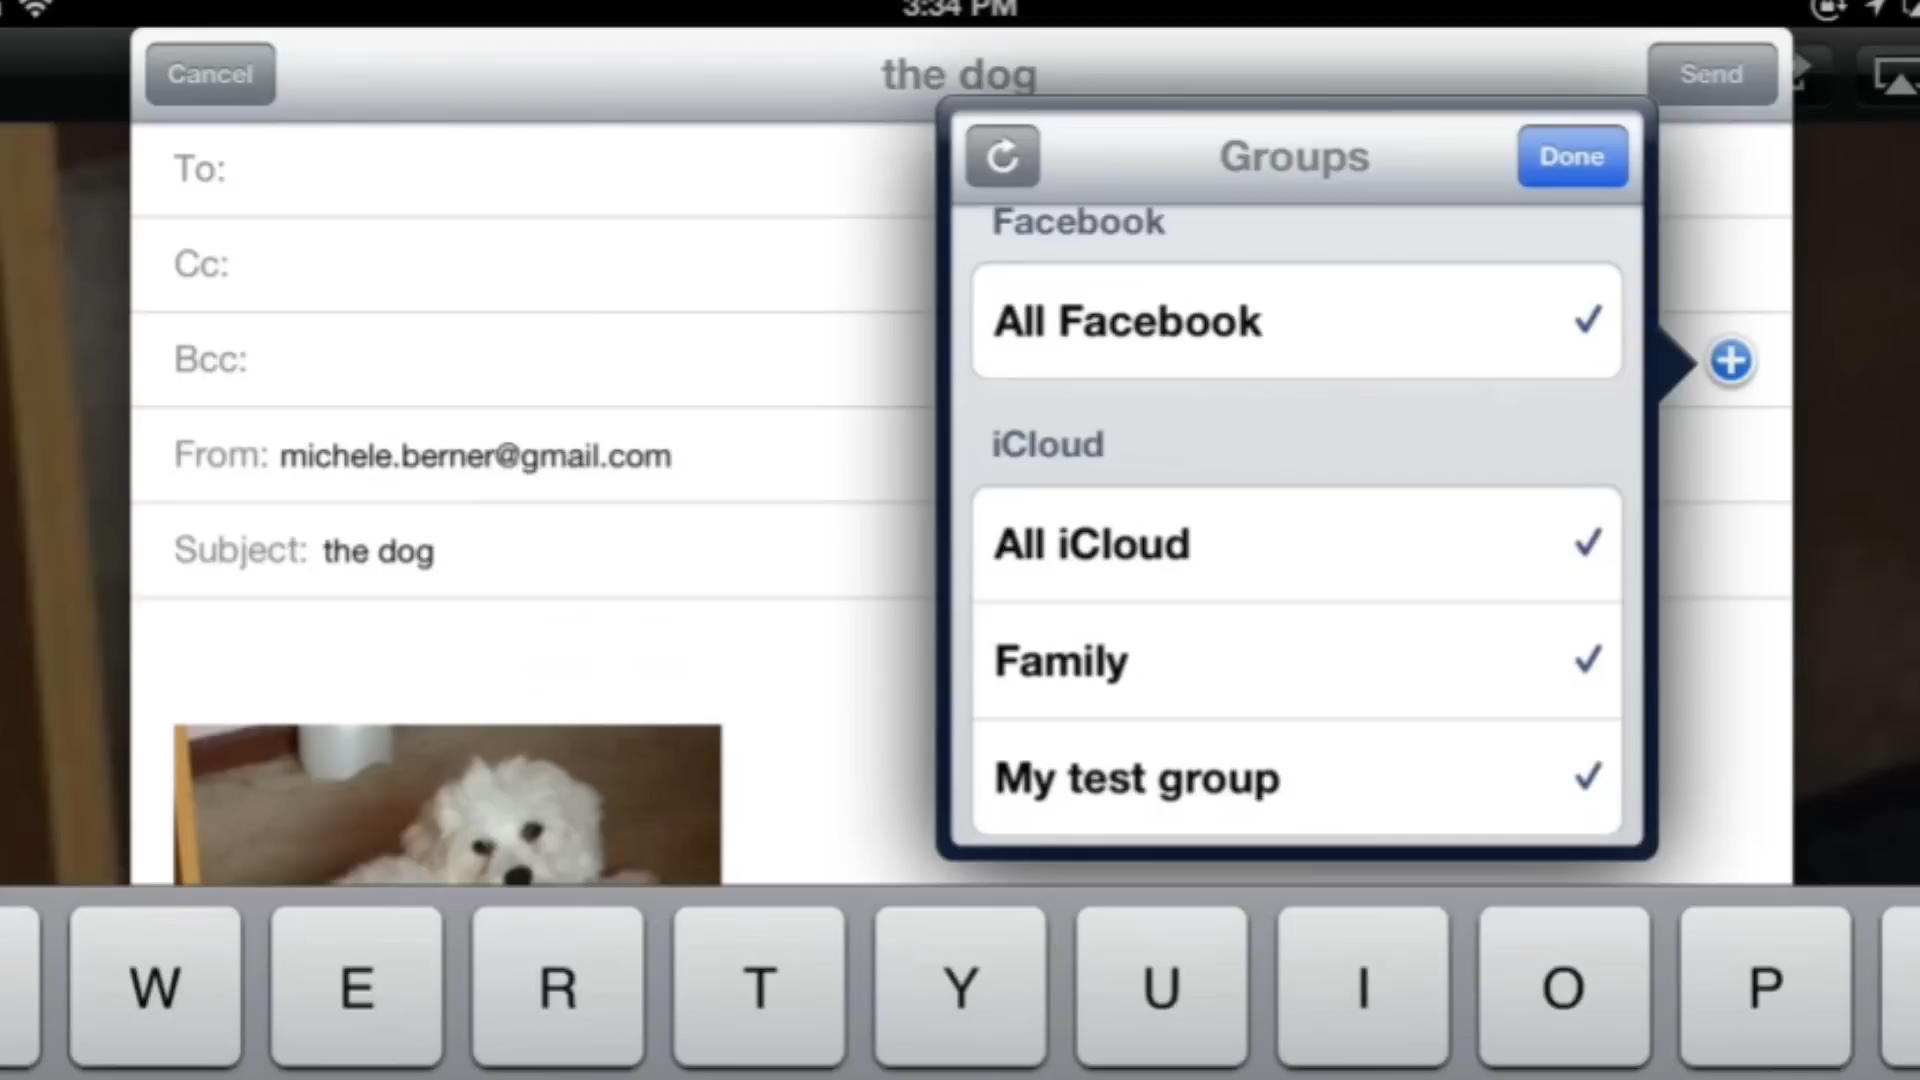 3:34 PM
Cancel
the dog
Send
To:
Cc:
Bcc:
From: michele.berner@gmail.com
Subject: the dog
Groups
Done
Facebook
All Facebook
iCloud
All iCloud
Family
My test group
W E R T Y U I O P